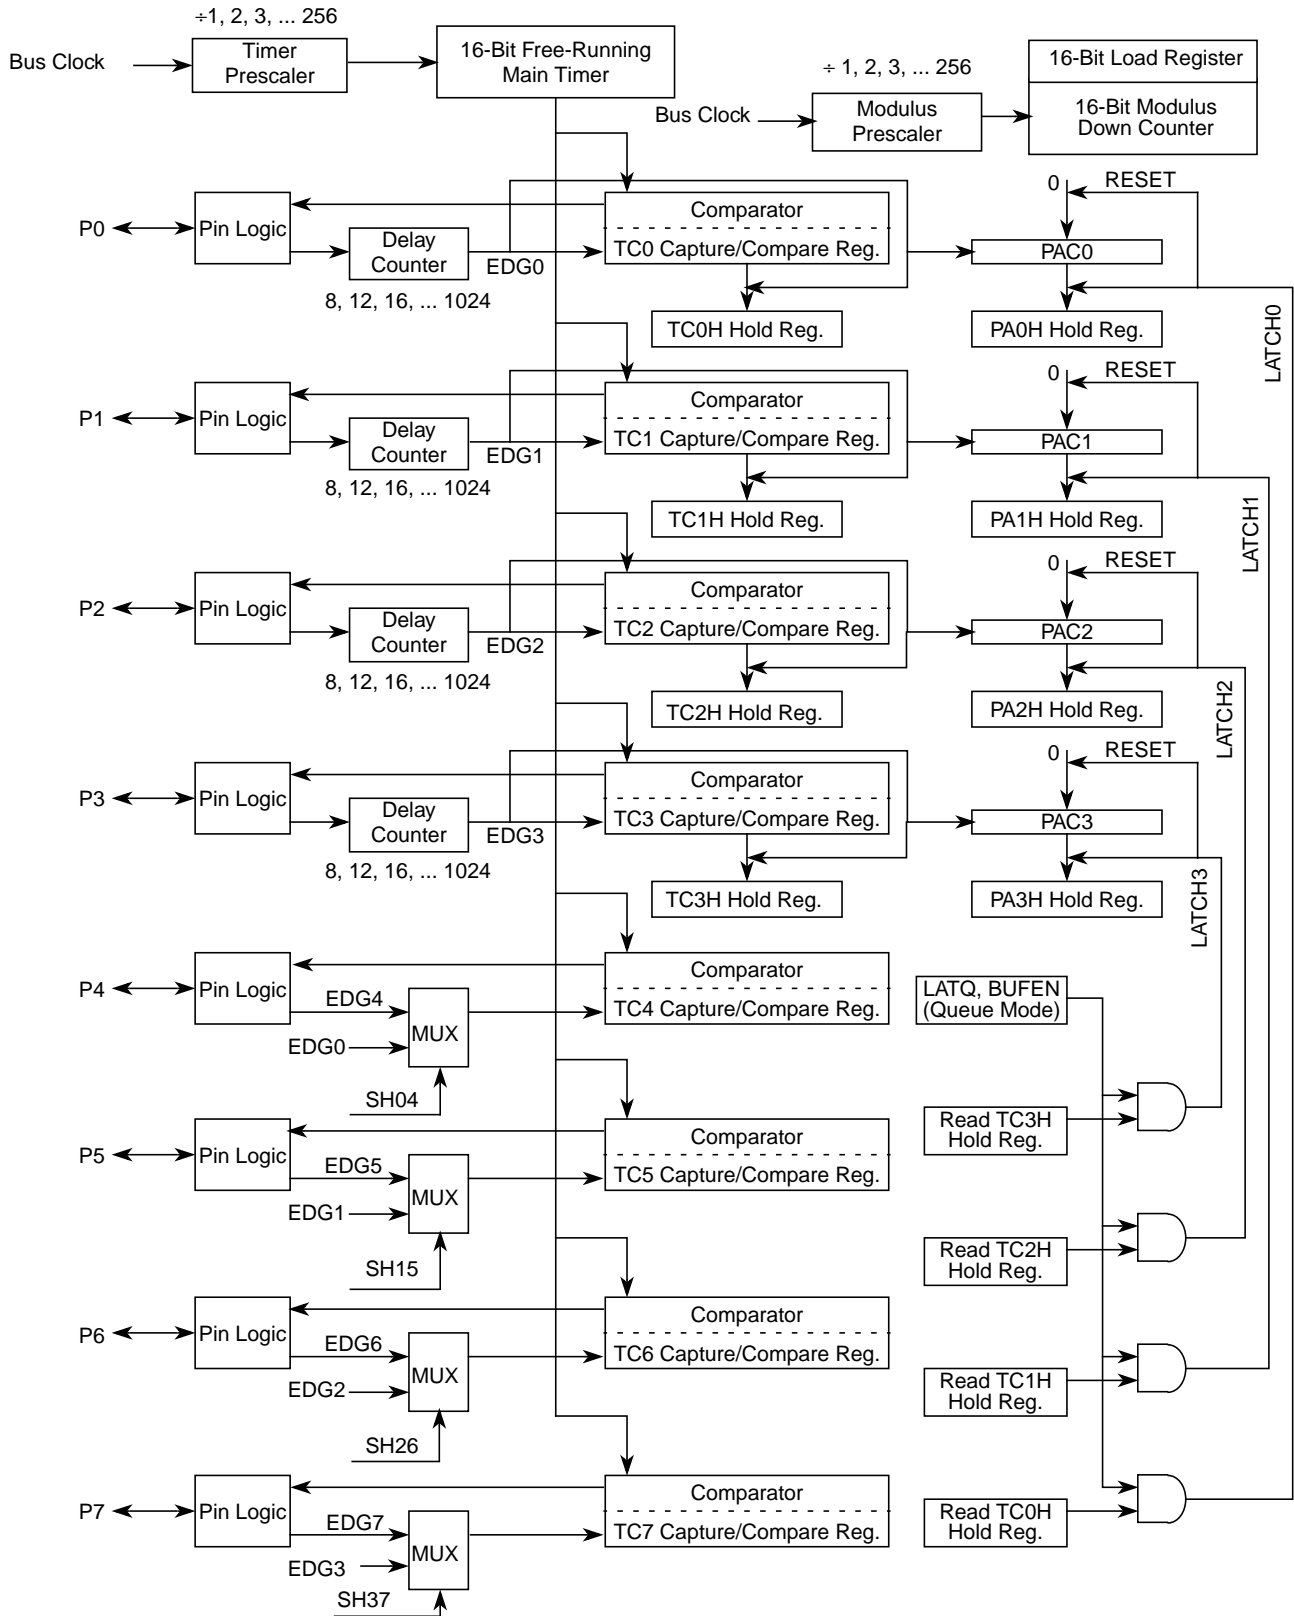 ÷1, 2, 3, ... 256
Bus Clock
Timer
Prescaler
16-Bit Free-Running
Main Timer
÷ 1, 2, 3, ... 256
Bus Clock
Modulus
Prescaler
16-Bit Load Register
16-Bit Modulus
Down Counter
P0
Pin Logic
Delay
Counter
8, 12, 16, ... 1024
EDG0
Comparator
TC0 Capture/Compare Reg.
TC0H Hold Reg.
0
RESET
PAC0
PA0H Hold Reg.
LATCH0
P1
Pin Logic
Delay
Counter
8, 12, 16, ... 1024
EDG1
Comparator
TC1 Capture/Compare Reg.
TC1H Hold Reg.
0
RESET
PAC1
PA1H Hold Reg.
LATCH1
P2
Pin Logic
Delay
Counter
8, 12, 16, ... 1024
EDG2
Comparator
TC2 Capture/Compare Reg.
TC2H Hold Reg.
0
RESET
PAC2
PA2H Hold Reg.
LATCH2
P3
Pin Logic
Delay
Counter
8, 12, 16, ... 1024
EDG3
Comparator
TC3 Capture/Compare Reg.
TC3H Hold Reg.
0
RESET
PAC3
PA3H Hold Reg.
LATCH3
P4
Pin Logic
EDG4
EDG0
MUX
SH04
Comparator
TC4 Capture/Compare Reg.
LATQ, BUFEN
(Queue Mode)
P5
Pin Logic
EDG5
EDG1
MUX
SH15
Comparator
TC5 Capture/Compare Reg.
Read TC3H
Hold Reg.
Read TC2H
Hold Reg.
P6
Pin Logic
EDG6
EDG2
MUX
SH26
Comparator
TC6 Capture/Compare Reg.
Read TC1H
Hold Reg.
P7
Pin Logic
EDG7
EDG3
MUX
SH37
Comparator
TC7 Capture/Compare Reg.
Read TC0H
Hold Reg.